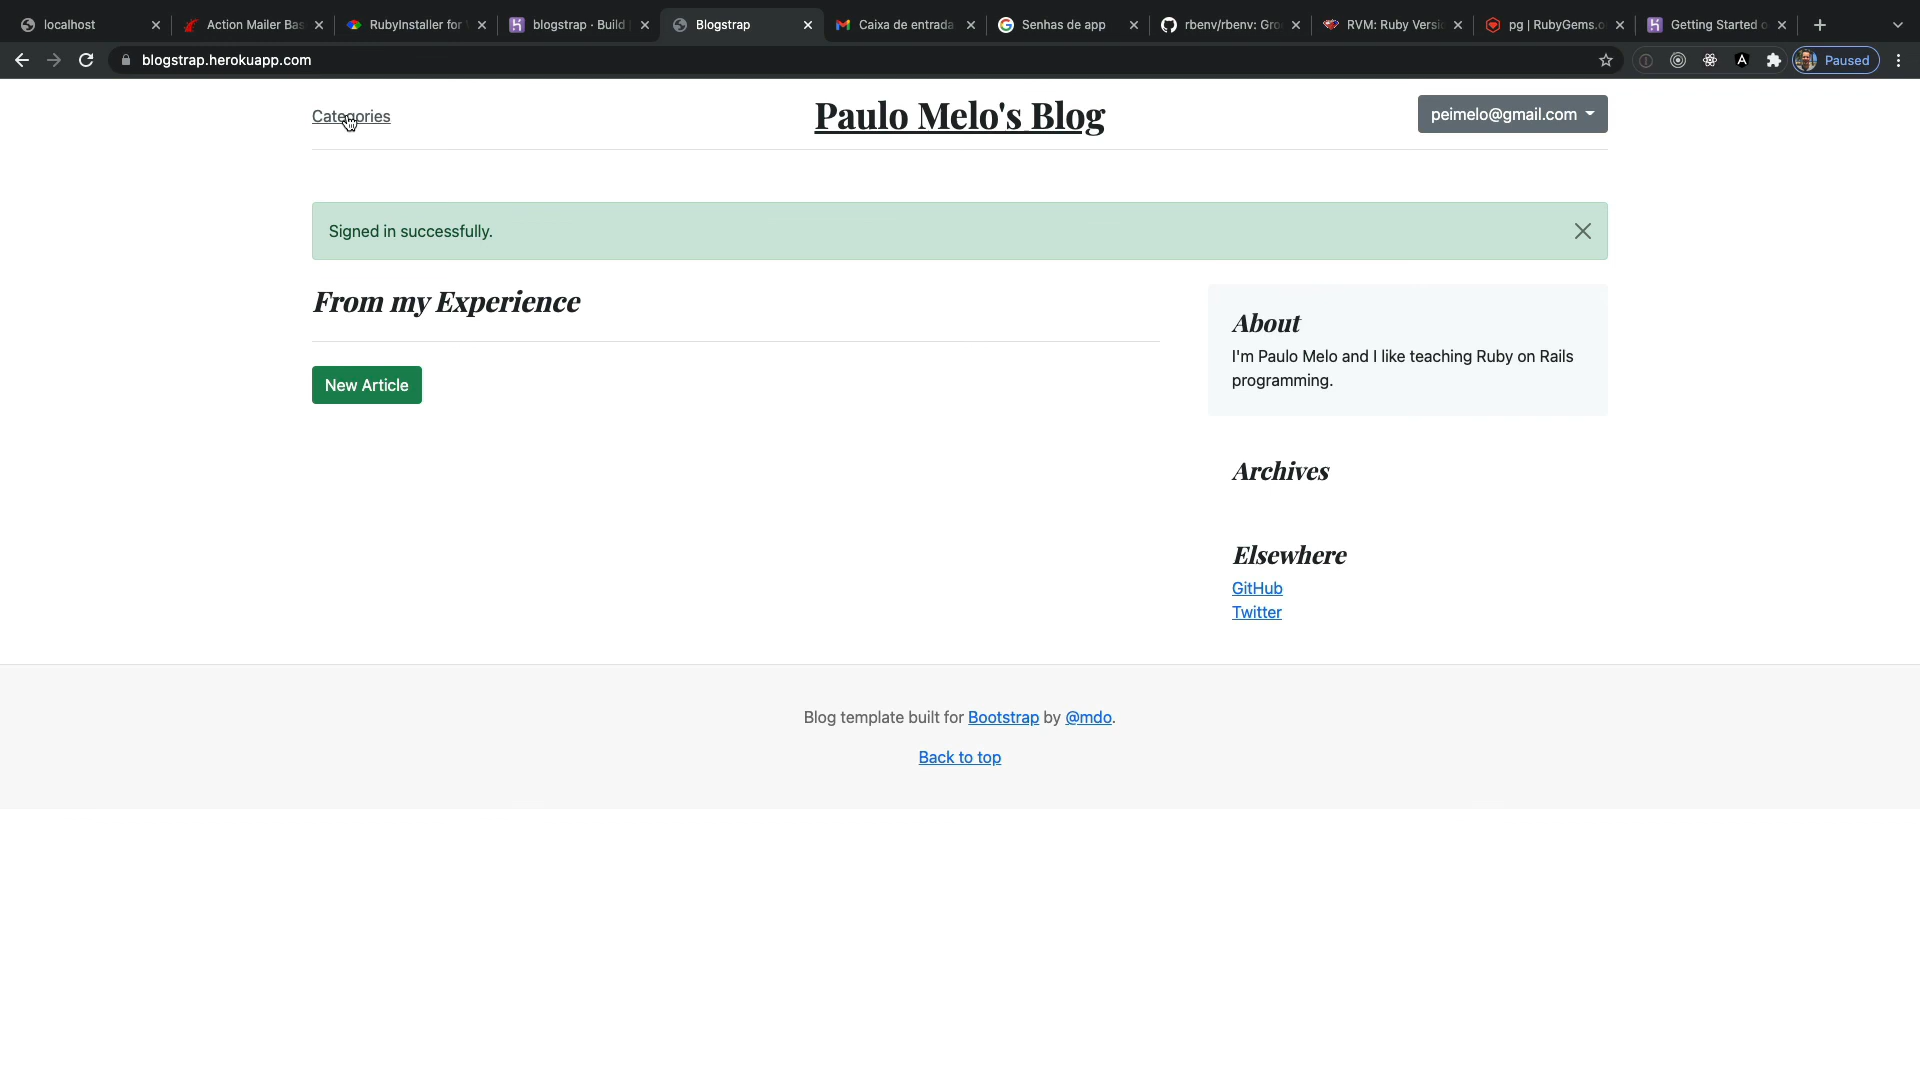 localhost
Action Mailer Bas
RubyInstaller for
blogstrap · Build
Blogstrap
Caixa de entrada
Senhas de app
rbenv/rbenv: Gro
RVM: Ruby Versi
pg | RubyGems.o
Getting Started o
blogstrap.herokuapp.com
Paused
Categories
Paulo Melo's Blog
peimelo@gmail.com
Signed in successfully.
From my Experience
New Article
About
I'm Paulo Melo and I like teaching Ruby on Rails
programming.
Archives
Elsewhere
GitHub
Twitter
Blog template built for Bootstrap by @mdo.
Back to top